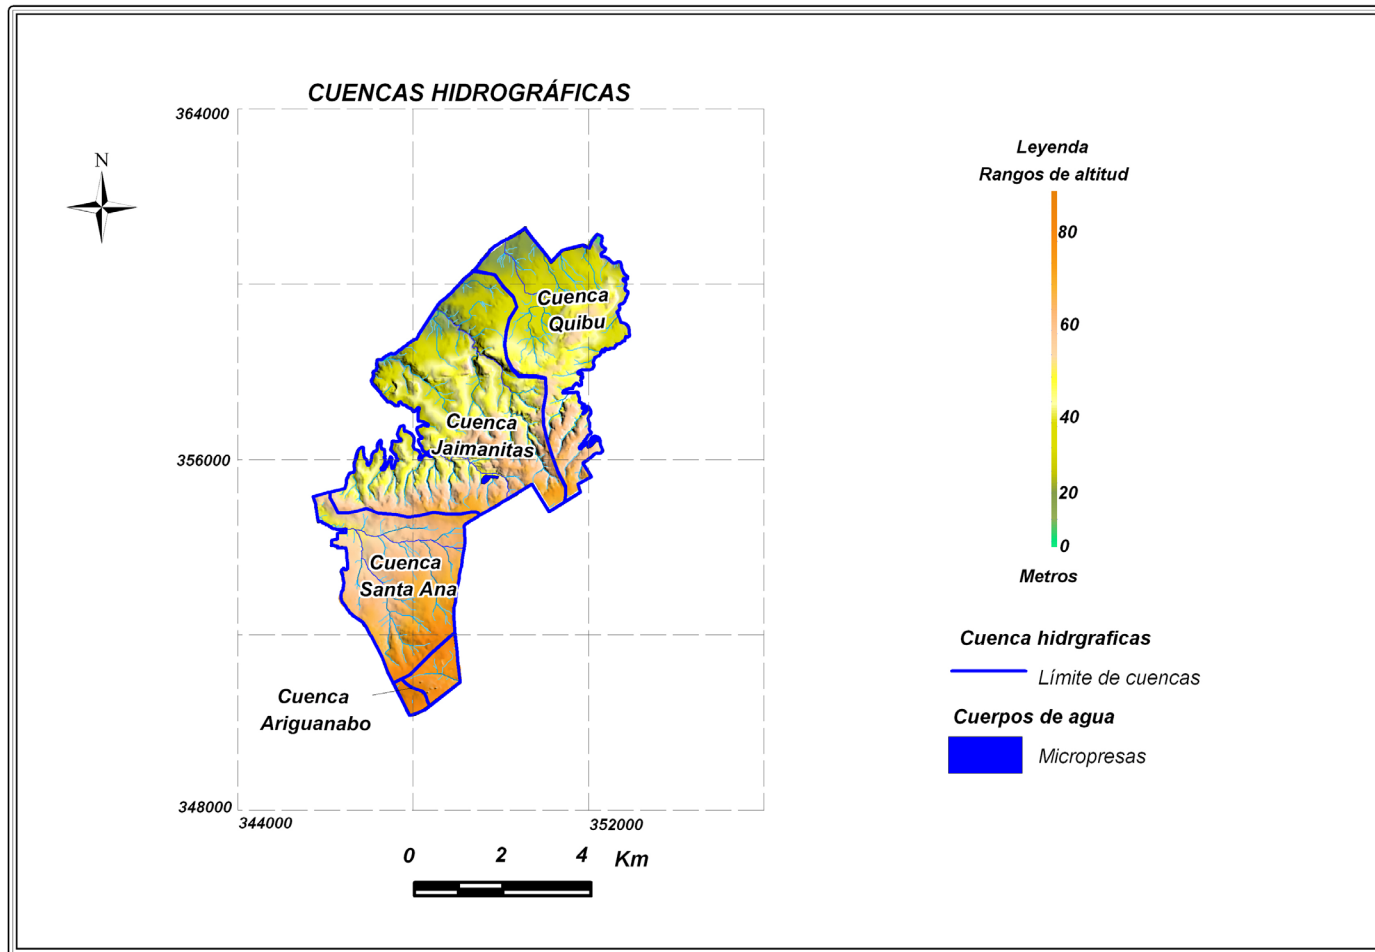 CUENCAS HIDROGRÁFICAS
364000
N
Leyenda
Rangos de altitud
80
60
40
20
0
Metros
Cuenca
Quibu
Cuenca
Jaimanitas
356000
Cuenca
Santa Ana
Cuenca
Ariguanabo
Cuenca hidrgraficas
Límite de cuencas
Cuerpos de agua
Micropresas
348000
344000
352000
0 2 4 Km